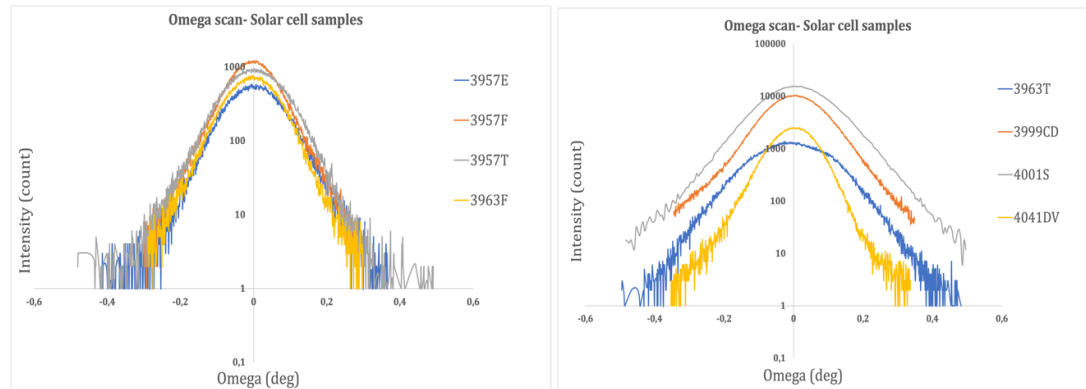 Omega scan- Solar cell samples
1000
100
10
1
0,1
-0,6
-0,4
-0,2
0
0,2
0,4
0,6
Intensity (count)
Omega (deg)
3957E
3957F
3957T
3963F
Omega scan- Solar cell samples
100000
10000
1000
100
10
1
-0,6
-0,4
-0,2
0
0,2
0,4
0,6
Intensity (count)
Omega (deg)
3963T
3999CD
4001S
4041DV